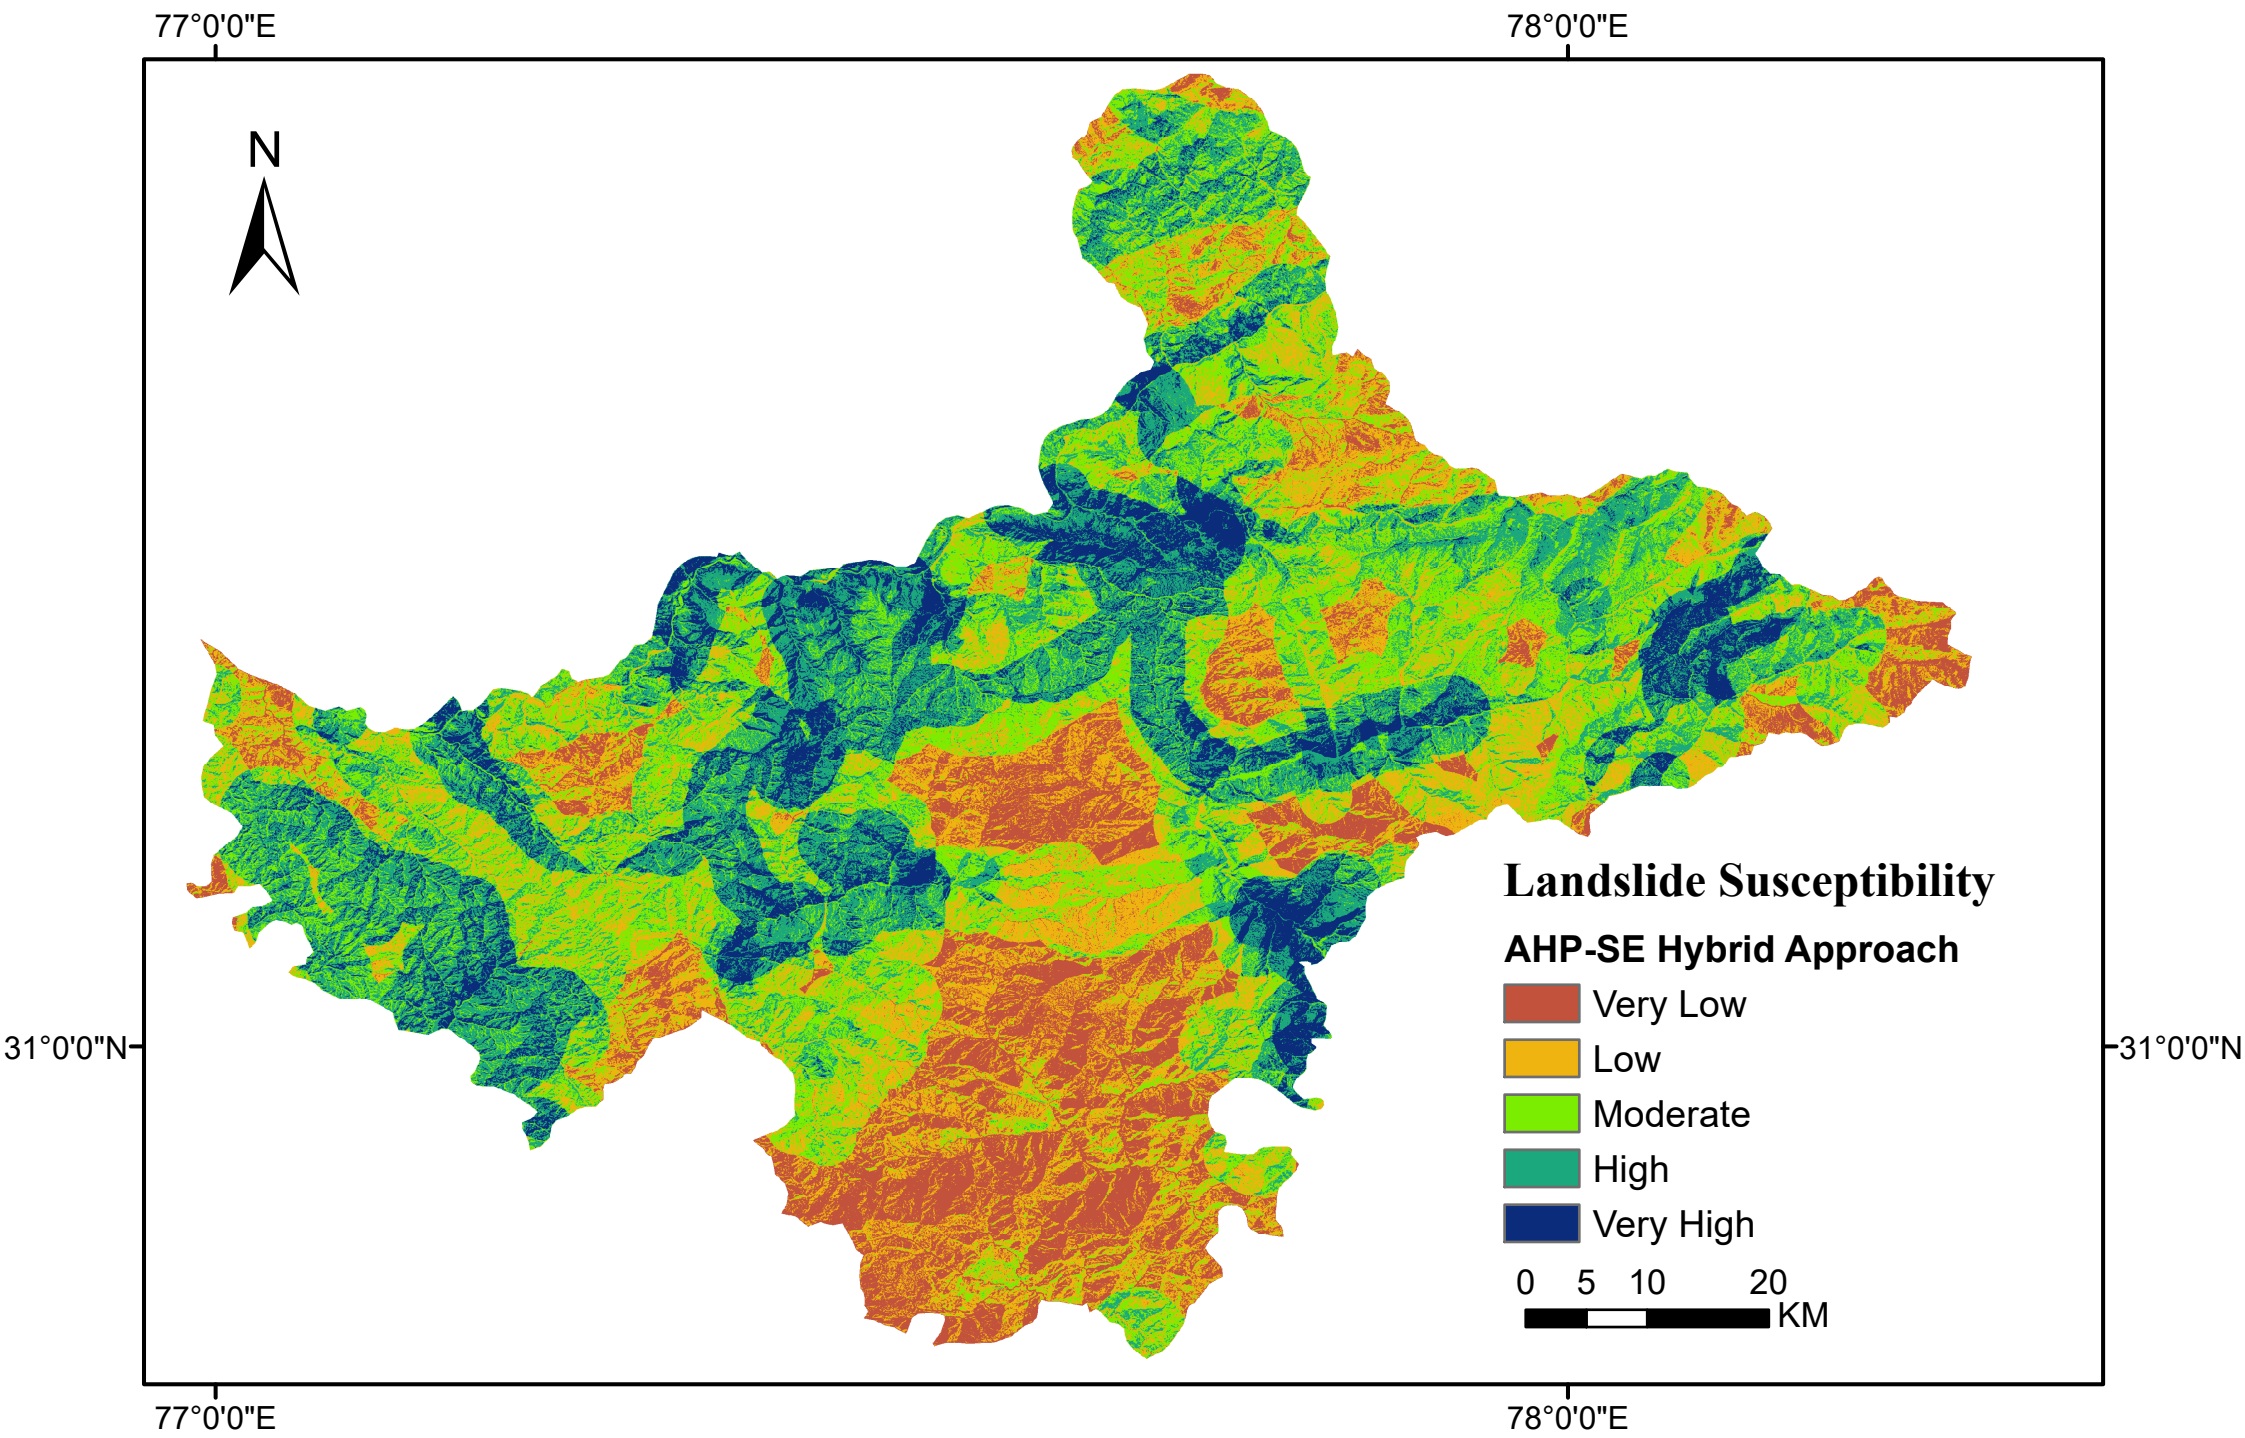 77°0'0"E 78°0'0"E
N
Landslide Susceptibility
AHP-SE Hybrid Approach
Very Low
Low
Moderate
High
Very High
31°0'0"N 31°0'0"N
0 5 10 20
KM
77°0'0"E 78°0'0"E